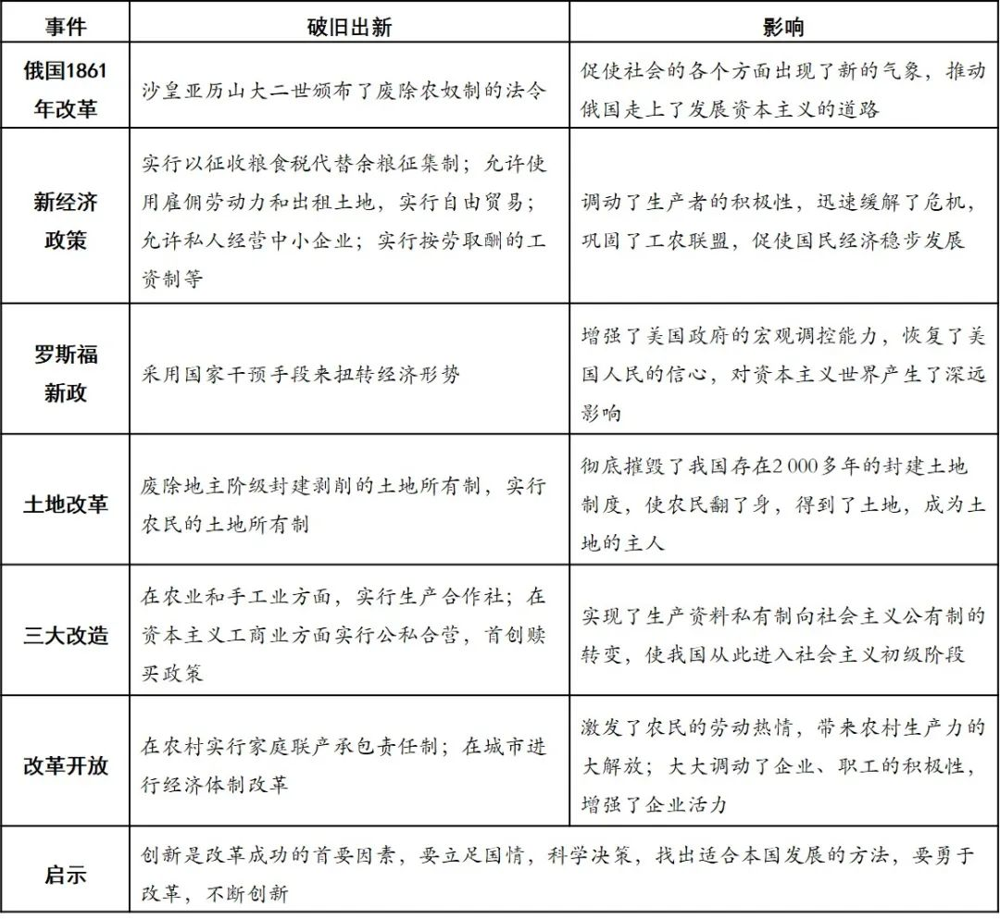 事件
破旧出新
影响
俄国1861
年改革
沙皇亚历山大二世颁布了废除农奴制的法令
促使社会的各个方面出现了新的气象，推动
俄国走上了发展资本主义的道路
新经济
政策
实行以征收粮食税代替余粮征集制；允许使
用雇佣劳动力和出租土地，实行自由贸易；
允许私人经营中小企业；实行按劳取酬的工
资制等
调动了生产者的积极性，迅速缓解了危机，
巩固了工农联盟，促使国民经济稳步发展
罗斯福
新政
采用国家干预手段来扭转经济形势
增强了美国政府的宏观调控能力，恢复了美
国人民的信心，对资本主义世界产生了深远
影响
土地改革
废除地主阶级封建剥削的土地所有制，实行
农民的土地所有制
彻底摧毁了我国存在2 000多年的封建土地
制度，使农民翻了身，得到了土地，成为土
地的主人
三大改造
在农业和手工业方面，实行生产合作社；在
资本主义工商业方面实行公私合营，首创赎
买政策
实现了生产资料私有制向社会主义公有制的
转变，使我国从此进入社会主义初级阶段
改革开放
在农村实行家庭联产承包责任制；在城市进
行经济体制改革
激发了农民的劳动热情，带来农村生产力的
大解放；大大调动了企业、职工的积极性，
增强了企业活力
启示
创新是改革成功的首要因素，要立足国情，科学决策，找出适合本国发展的方法，要勇于
改革，不断创新